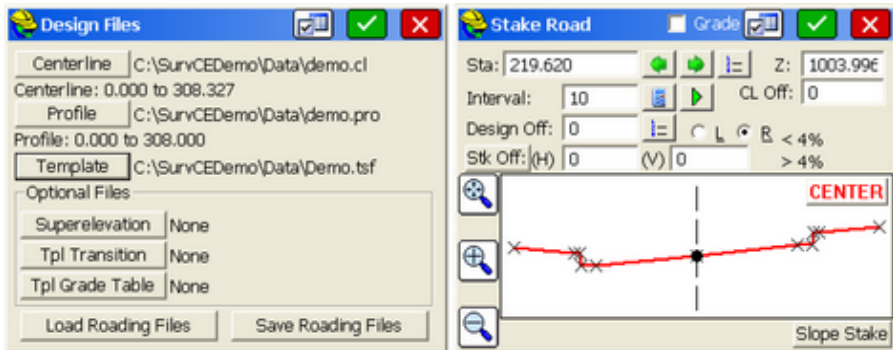 Design Files
Centerline C:\SurvCEDemo\Data\demo.cl
Centerline: 0.000 to 308.327
Profile C:\SurvCEDemo\Data\demo.pro
Profile: 0.000 to 308.000
Template C:\SurvCEDemo\Data\Demo.tsf
Optional Files
Superelevation None
Tpl Transition None
Tpl Grade Table None
Load Roading Files Save Roading Files
Stake Road Grade
Sta: 219.620 Z: 1003.996
Interval: 10 CL Off: 0
Design Off: 0 L R < 4%
Stk Off: (H) 0 (V) 0 > 4%
CENTER
Slope Stake